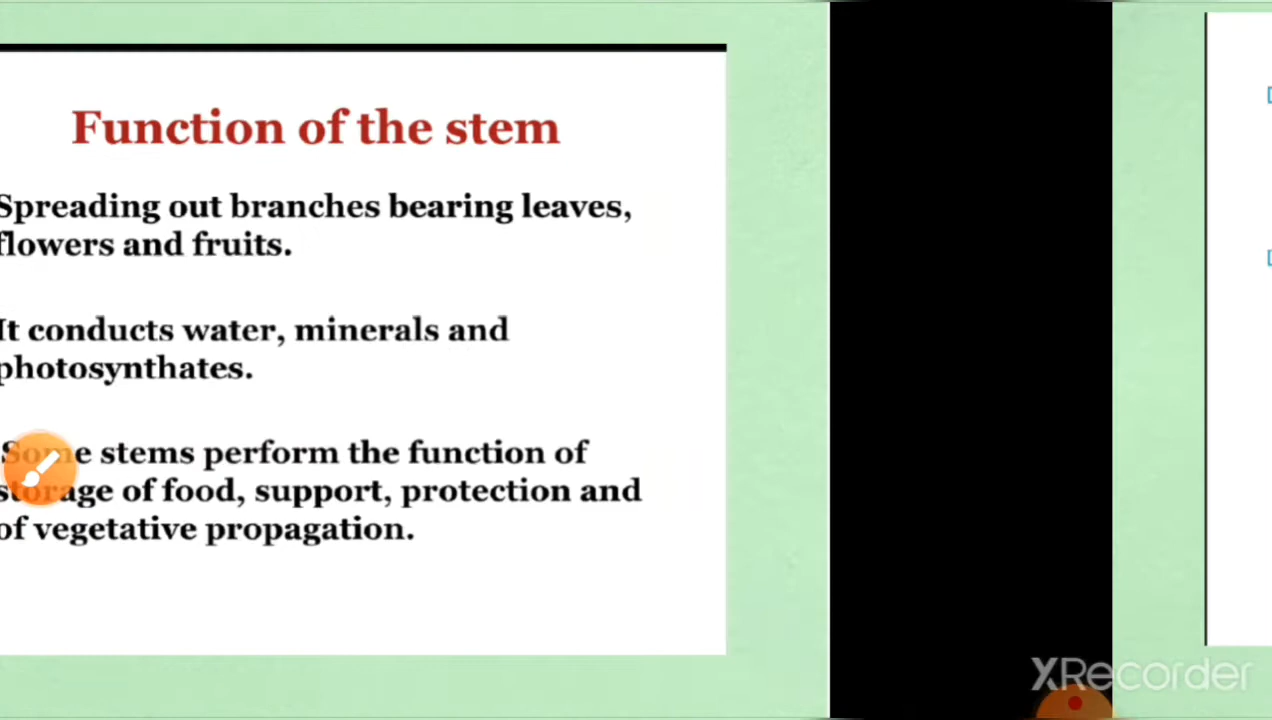 Function of the stem
Spreading out branches bearing leaves,
flowers and fruits.
It conducts water, minerals and
photosynthates.
Some stems perform the function of
storage of food, support, protection and
of vegetative propagation.
XRecorder